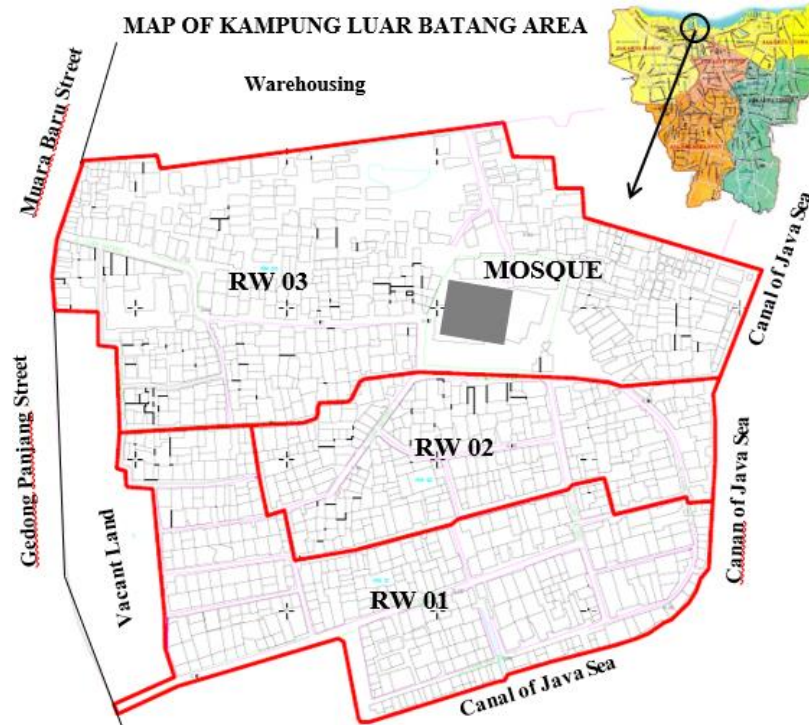 MAP OF KAMPUNG LUAR BATANG AREA
Warehousing
Muara Baru Street
MOSQUE
RW 03
Canal of Java Sea
Gedong Panjang Street
RW 02
Canan of Java Sea
Vacant Land
RW 01
Canal of Java Sea